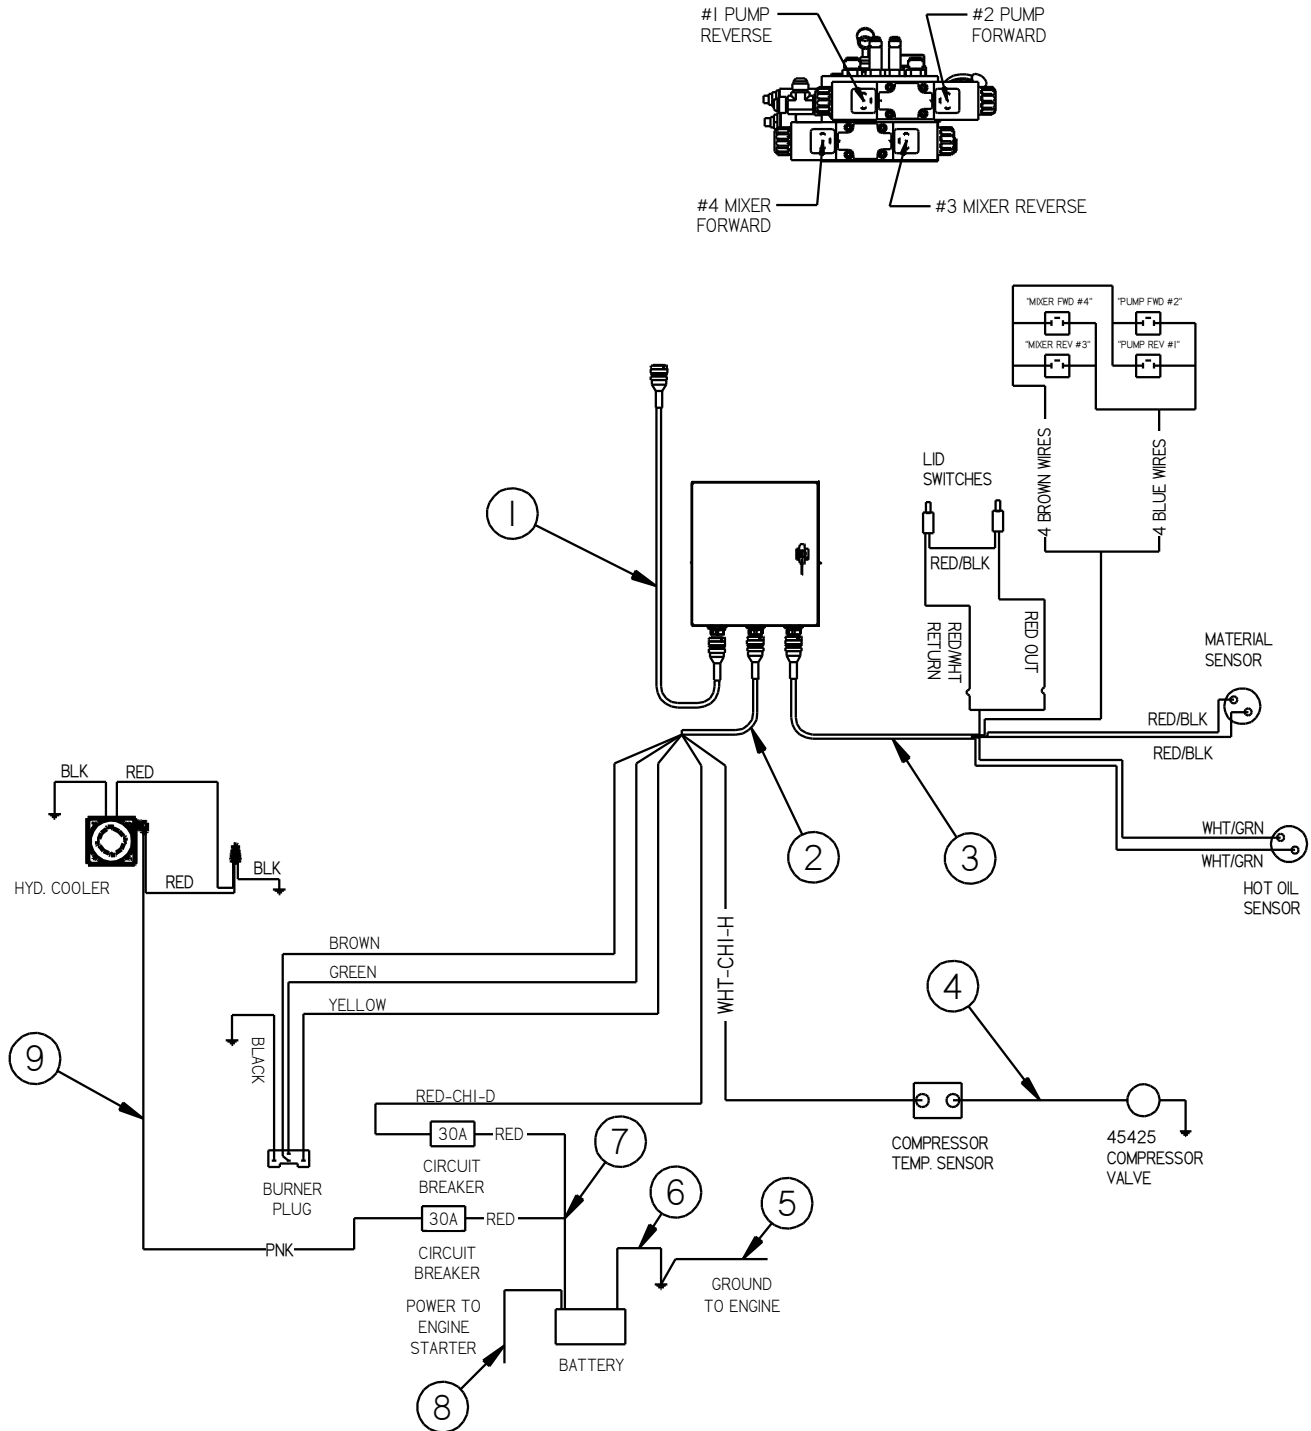 #1 PUMP
REVERSE
#2 PUMP
FORWARD
#4 MIXER
FORWARD
#3 MIXER REVERSE
"MIXER FWD #4"
"PUMP FWD #2"
"MIXER REV #3"
"PUMP REV #1"
4 BROWN WIRES
4 BLUE WIRES
LID
SWITCHES
RED/BLK
RED/WHT
RETURN
RED OUT
1
MATERIAL
SENSOR
RED/BLK
RED/BLK
2
3
WHT/GRN
WHT/GRN
HOT OIL
SENSOR
BLK
RED
HYD. COOLER
RED
BLK
BROWN
GREEN
YELLOW
BLACK
WHT-CHI-H
4
9
RED-CHI-D
30A
RED
CIRCUIT
BREAKER
7
COMPRESSOR
TEMP. SENSOR
45425
COMPRESSOR
VALVE
BURNER
PLUG
6
5
30A
RED
PNK
CIRCUIT
BREAKER
GROUND
TO ENGINE
POWER TO
ENGINE
STARTER
BATTERY
8